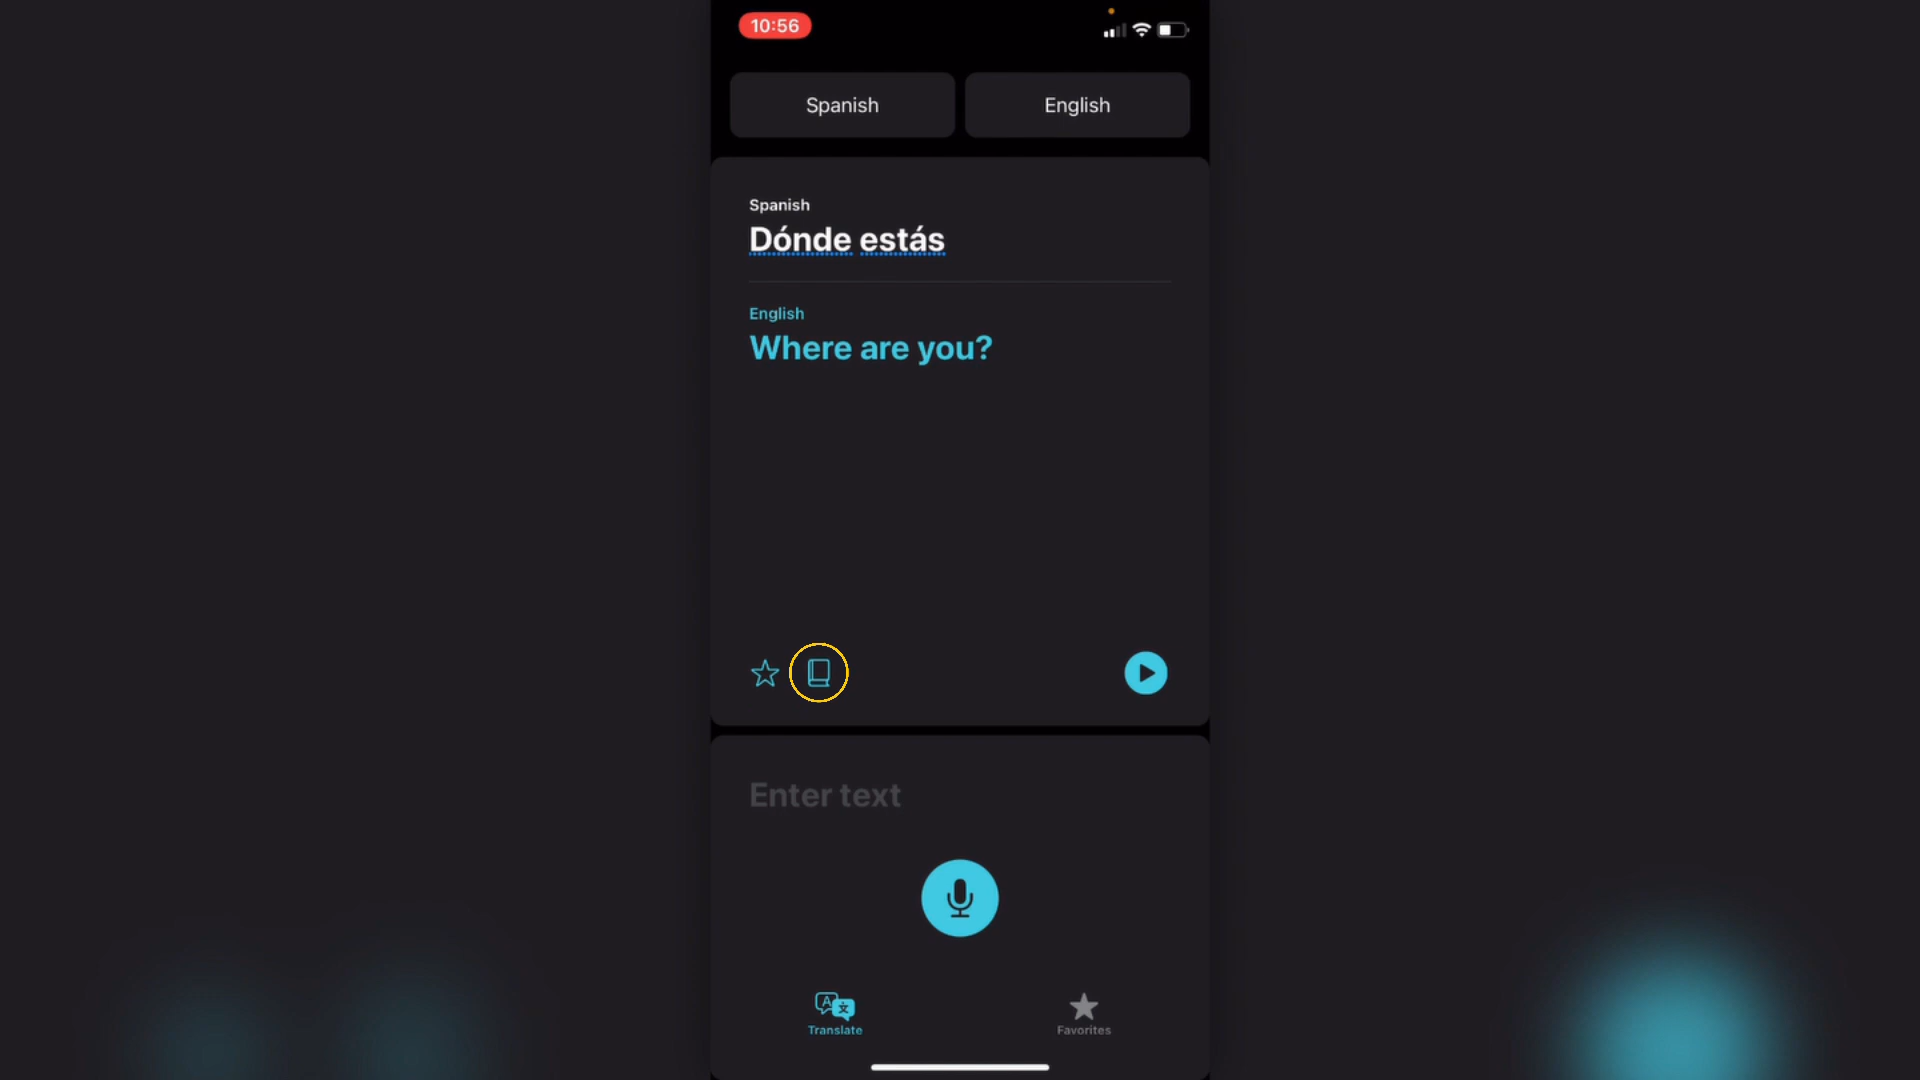 10:56
Spanish
English
Spanish
Dónde estás
English
Where are you?
Enter text
Translate
Favorites